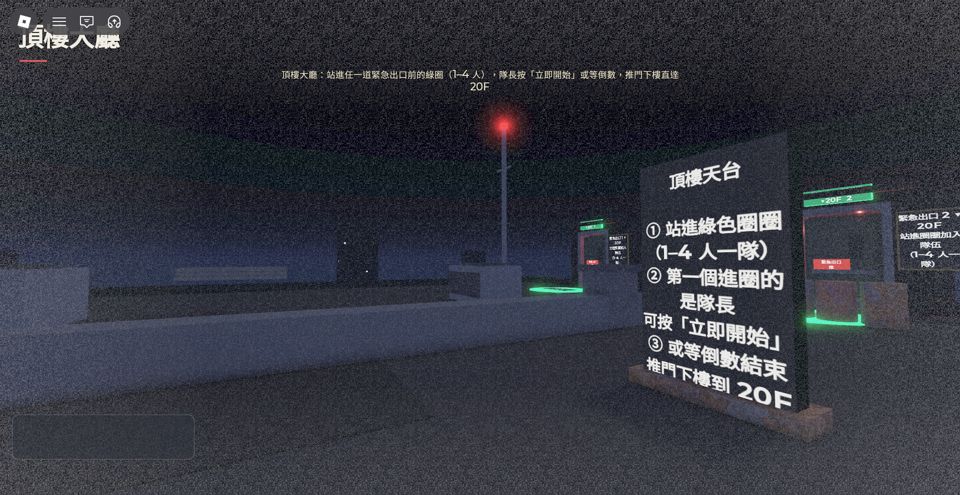 頂樓大廳
頂樓大廳：站進任一道緊急出口前的綠圈（1–4 人），隊長按「立即開始」或等倒數，推門下樓直達
20F
頂樓天台
① 站進綠色圈圈
（1–4 人一隊）
② 第一個進圈的
是隊長
可按「立即開始」
③ 或等倒數結束
推門下樓到 20F
20F 2
緊急出口 2
20F
站進圈圈加入
隊伍
（1–4 人一
隊）
緊急出口